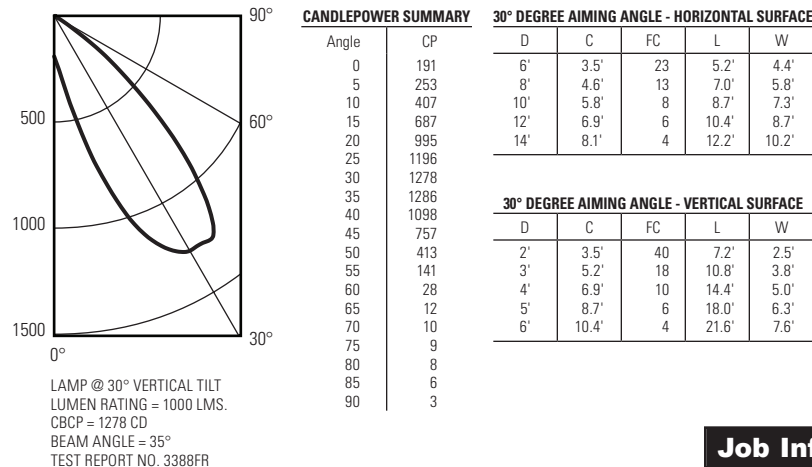 90°
60°
30°
500
1000
1500
0°
LAMP @ 30° VERTICAL TILT
LUMEN RATING = 1000 LMS.
CBCP = 1278 CD
BEAM ANGLE = 35°
TEST REPORT NO. 3388FR
CANDLEPOWER SUMMARY
Angle CP
0 191
5 253
10 407
15 687
20 995
25 1196
30 1278
35 1286
40 1098
45 757
50 413
55 141
60 28
65 12
70 10
75 9
80 8
85 6
90 3
30° DEGREE AIMING ANGLE - HORIZONTAL SURFACE
D C FC L W
6' 3.5' 23 5.2' 4.4'
8' 4.6' 13 7.0' 5.8'
10' 5.8' 8 8.7' 7.3'
12' 6.9' 6 10.4' 8.7'
14' 8.1' 4 12.2' 10.2'
30° DEGREE AIMING ANGLE - VERTICAL SURFACE
D C FC L W
2' 3.5' 40 7.2' 2.5'
3' 5.2' 18 10.8' 3.8'
4' 6.9' 10 14.4' 5.0'
5' 8.7' 6 18.0' 6.3'
6' 10.4' 4 21.6' 7.6'
Job Inf